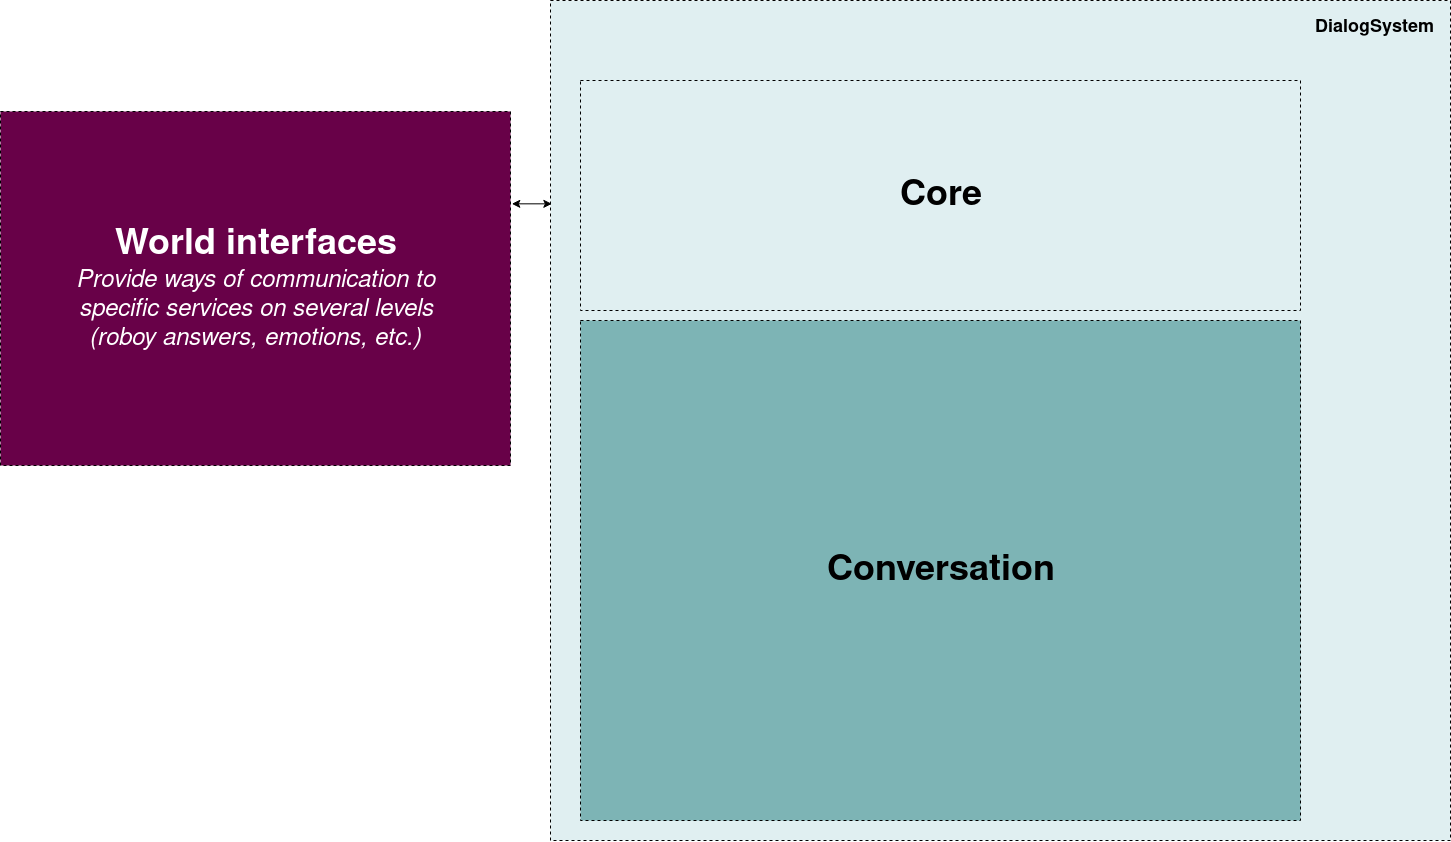 DialogSystem
Core
World interfaces
Provide ways of communication to
specific services on several levels
(roboy answers, emotions, etc.)
Conversation